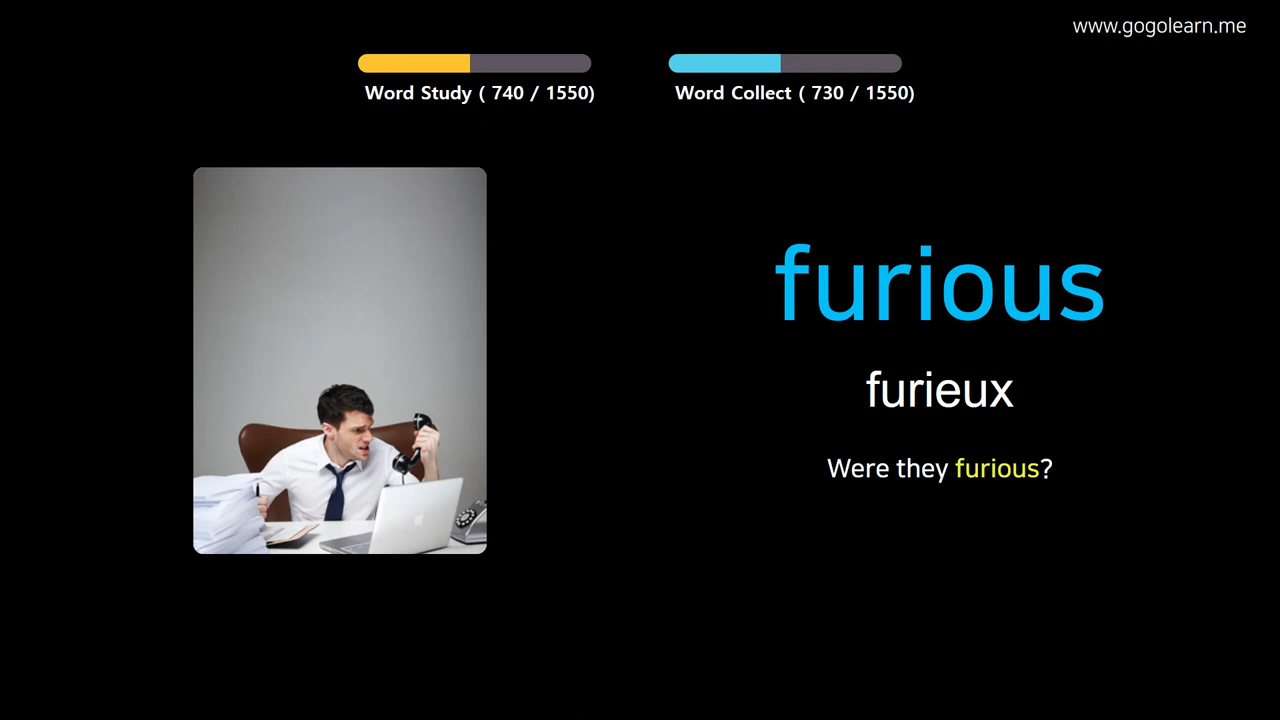 www.gogolearn.me
Word Study ( 740 / 1550)
Word Collect ( 730 / 1550)
furious
furieux
Were they furious?